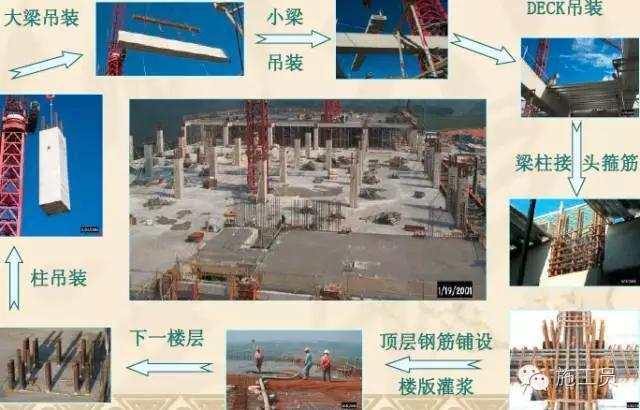 大梁吊装
小梁
吊装
DECK吊装
梁柱接头箍筋
柱吊装
1/19/2001
下一楼层
顶层钢筋铺设
楼版灌浆
施工员